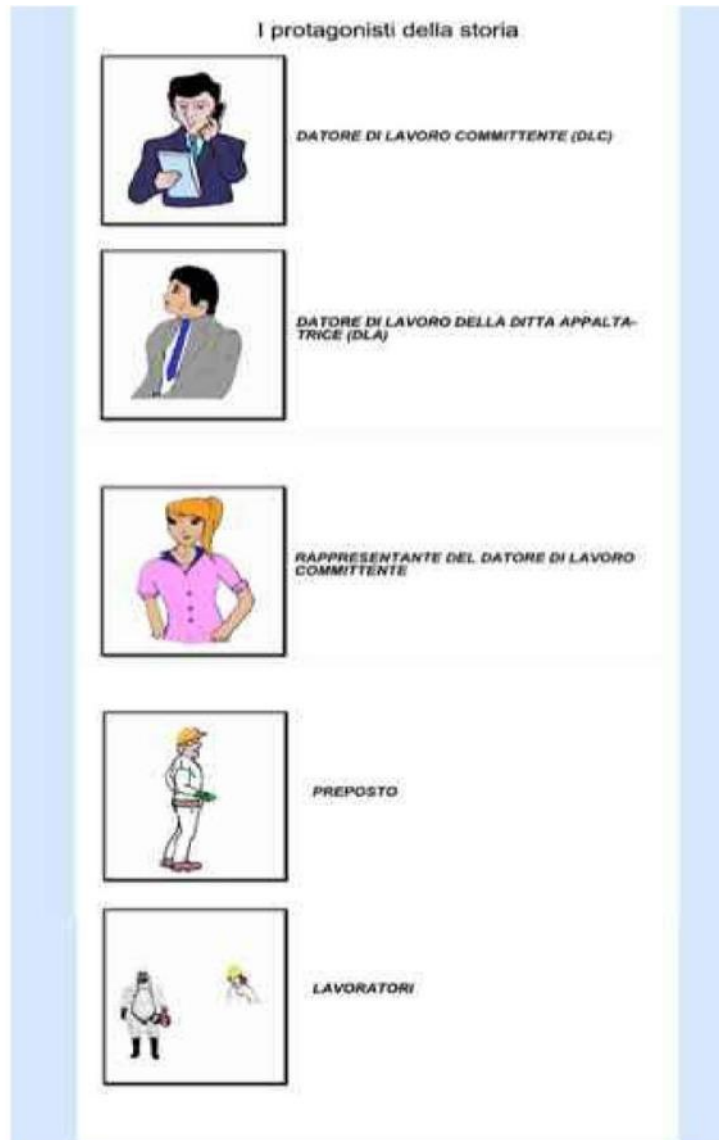 I protagonisti della storia
DATORE DI LAVORO COMMITTENTE (DLC)
DATORE DI LAVORO DELLA DITTA APPALTA-
TRICE (DLA)
RAPPRESENTANTE DEL DATORE DI LAVORO
COMMITTENTE
PREPOSTO
LAVORATORI